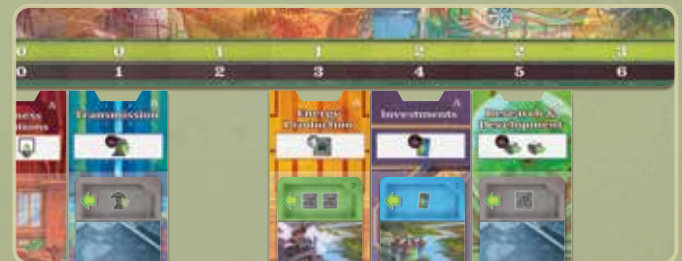 0 0 1 1 2 2 3
0 1 2 3 4 5 6
A A A
Transmission
Energy
Production
Investments
Research &
Development